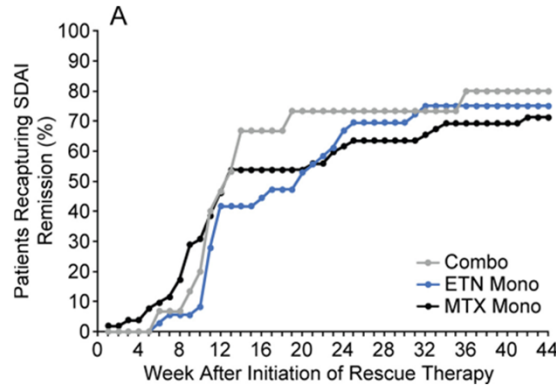 A
100
90
80
70
60
50
40
30
20
10
0
Patients Recapturing SDAI
Remission (%)
Combo
ETN Mono
MTX Mono
0 4 8 12 16 20 24 28 32 36 40 44
Week After Initiation of Rescue Therapy